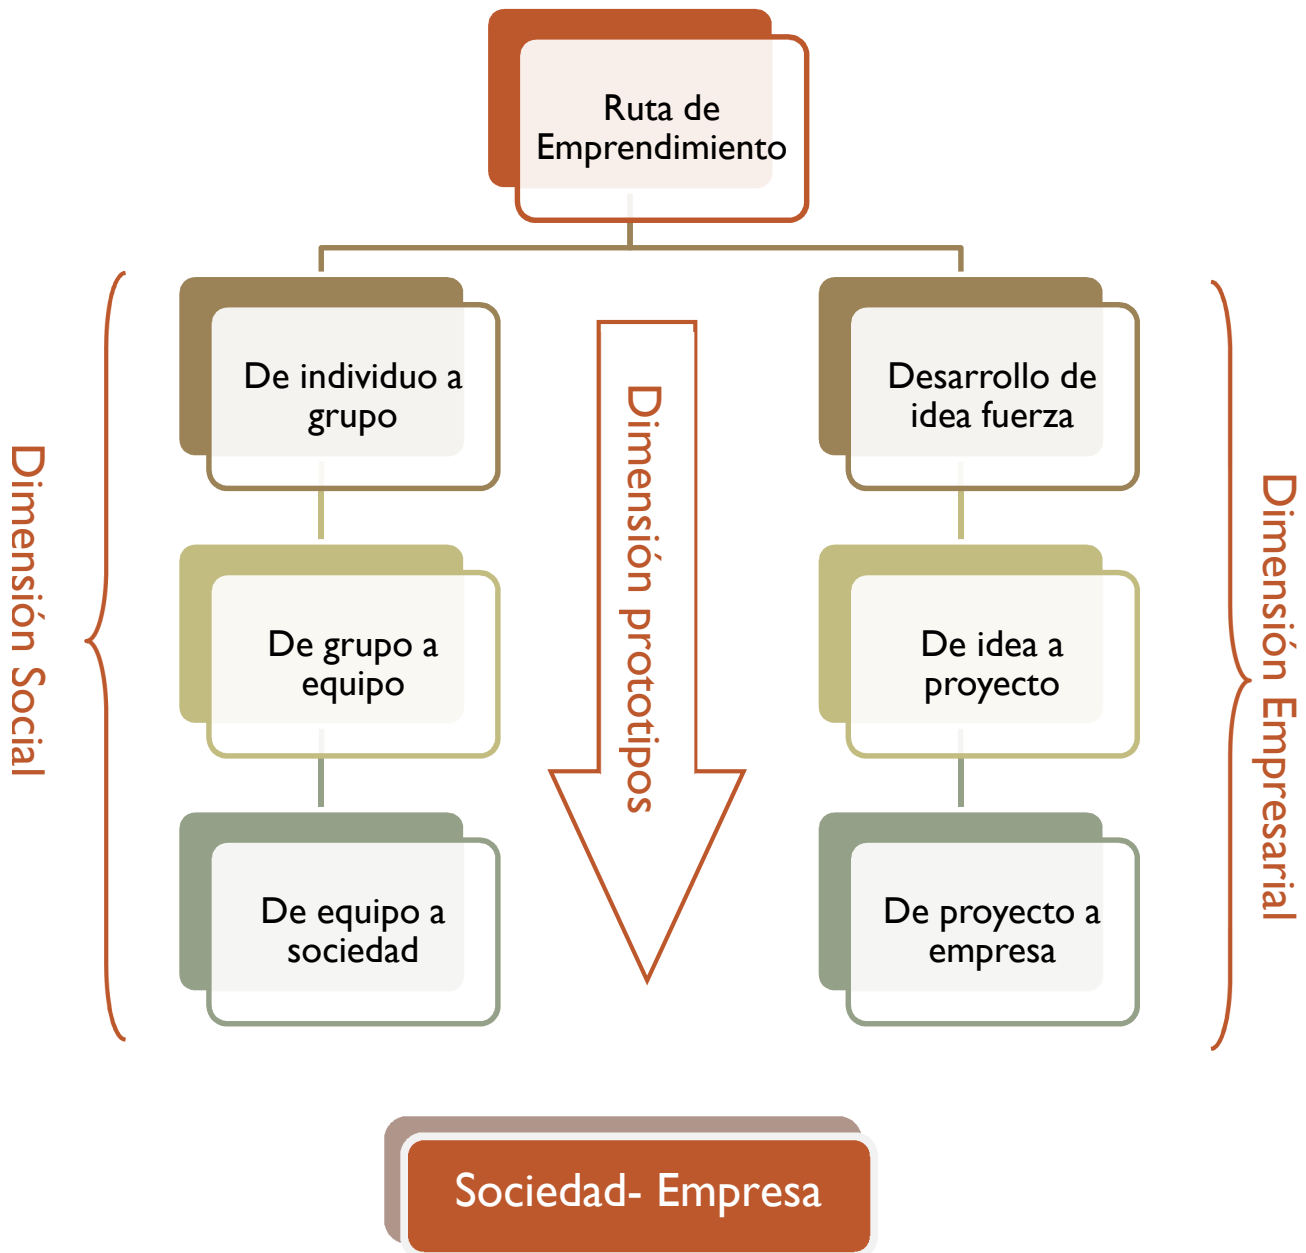 Ruta de
Emprendimiento
Dimensión Social
De individuo a
grupo
De grupo a
equipo
De equipo a
sociedad
Dimensión prototipos
Desarrollo de
idea fuerza
De idea a
proyecto
De proyecto a
empresa
Dimensión Empresarial
Sociedad- Empresa